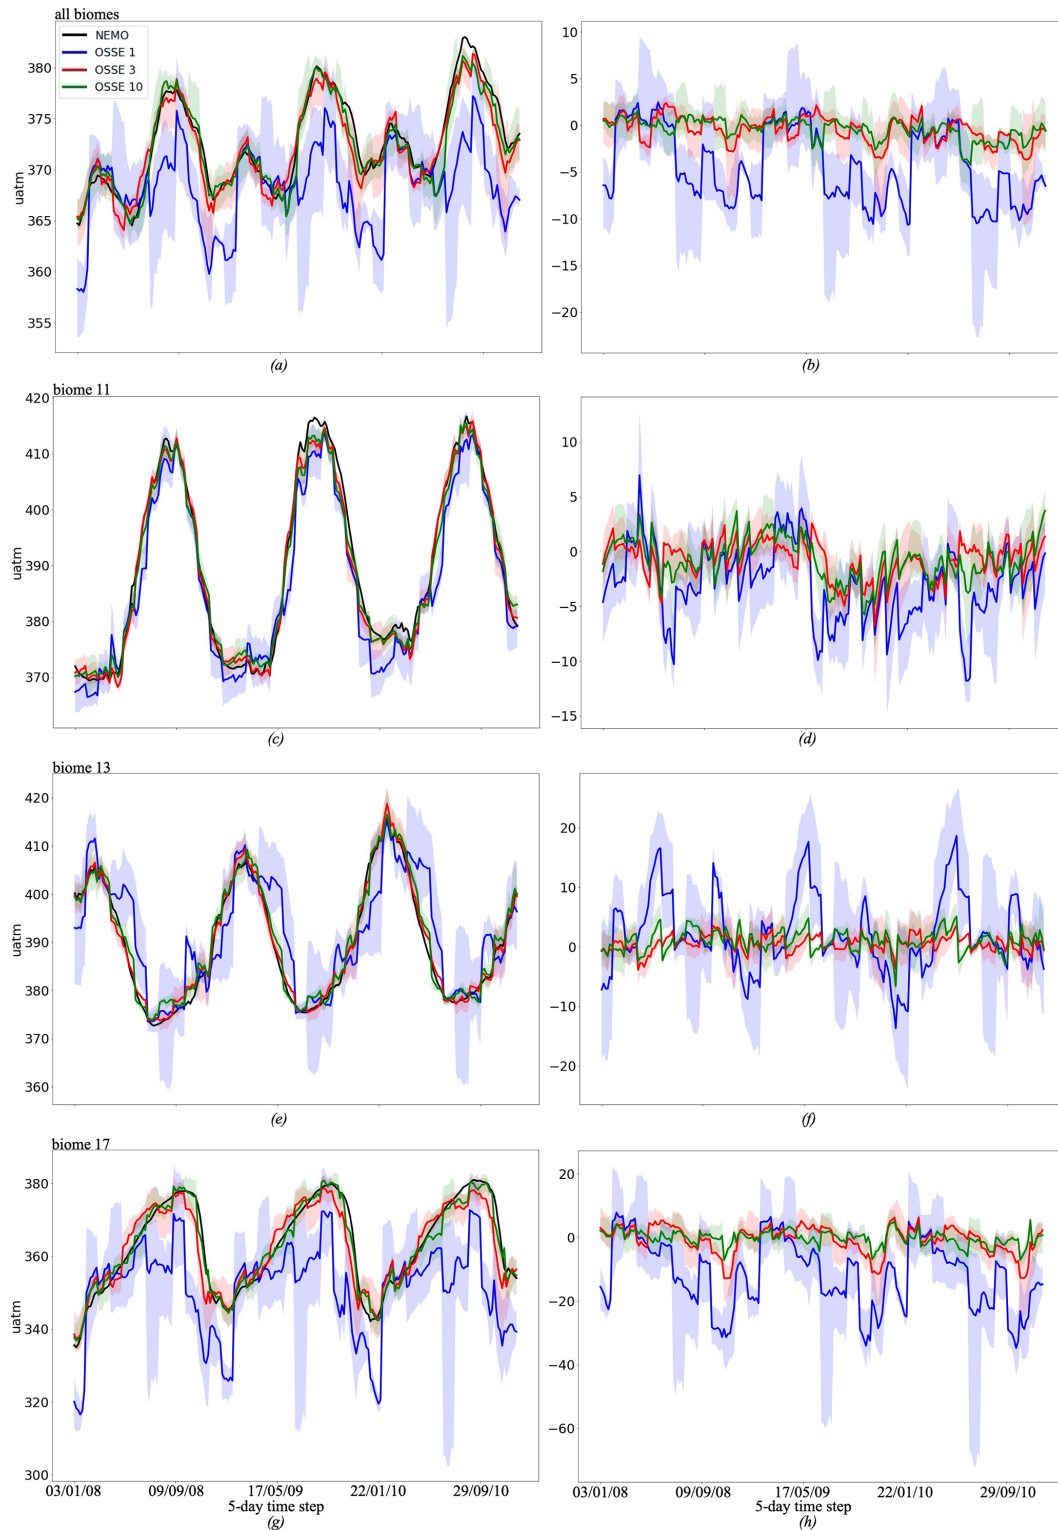 all biomes
NEMO
OSSE 1
OSSE 3
OSSE 10
380
375
370
365
360
355
uatm
(a)
10
5
0
−5
−10
−15
−20
(b)
biome 11
420
410
400
390
380
370
uatm
(c)
10
5
0
−5
−10
−15
(d)
biome 13
420
410
400
390
380
370
360
uatm
(e)
20
10
0
−10
−20
(f)
biome 17
380
360
340
320
300
uatm
03/01/08 09/09/08 17/05/09 22/01/10 29/09/10
5-day time step
(g)
20
0
−20
−40
−60
03/01/08 09/09/08 17/05/09 22/01/10 29/09/10
5-day time step
(h)